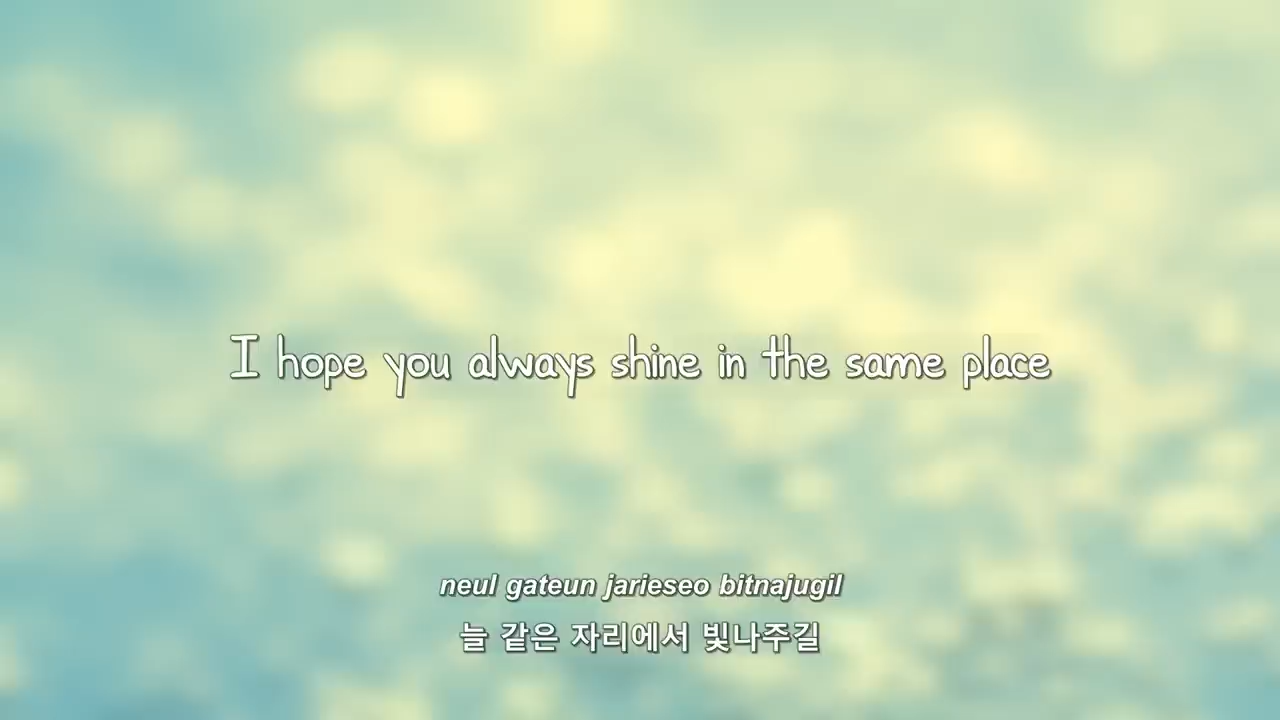 I hope you always shine in the same place
neul gateun jarieseo bitnajugil
늘 같은 자리에서 빛나주길